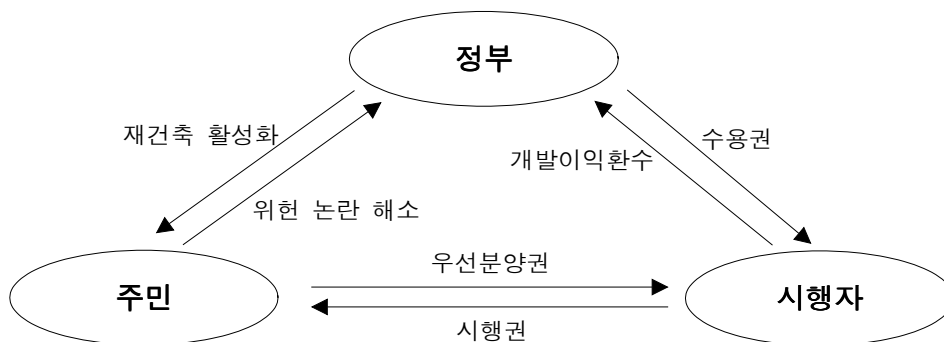 정부
재건축 활성화
수용권
개발이익환수
위헌 논란 해소
우선분양권
주민
시행자
시행권